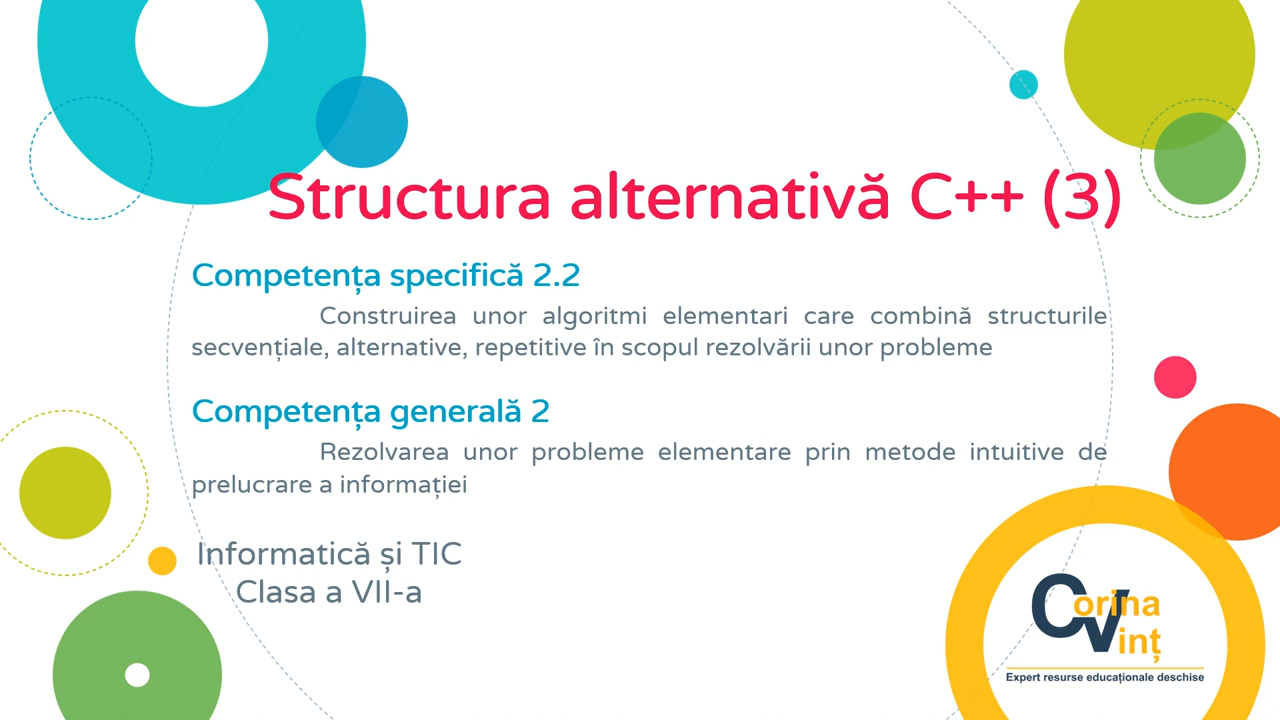 Structura alternativă C++ (3)
Competența specifică 2.2
Construirea unor algoritmi elementari care combină structurile
secvențiale, alternative, repetitive în scopul rezolvării unor probleme
Competența generală 2
Rezolvarea unor probleme elementare prin metode intuitive de
prelucrare a informației
Informatică și TIC
Clasa a VII-a
Corina
Vinț
Expert resurse educaționale deschise